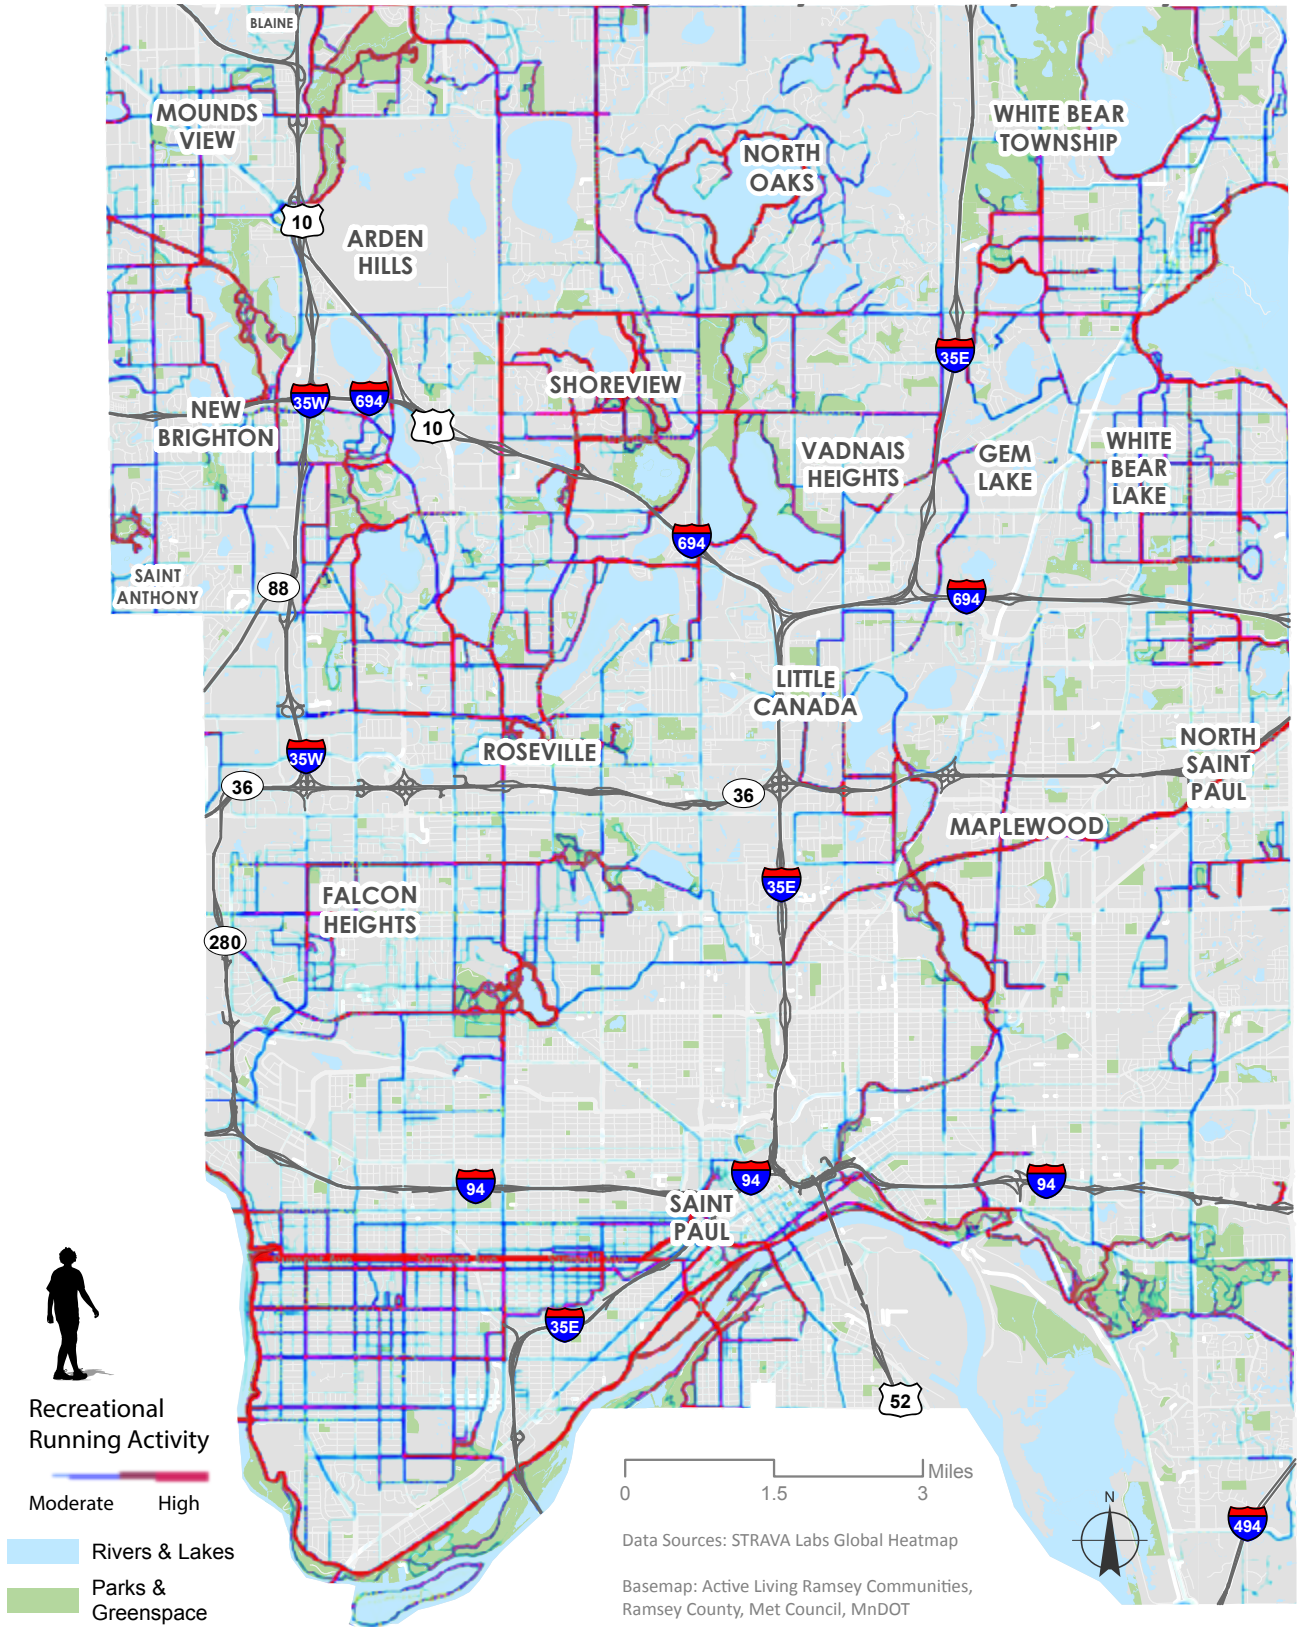 BLAINE
MOUNDS
VIEW
WHITE BEAR
TOWNSHIP
NORTH
OAKS
10
ARDEN
HILLS
35E
SHOREVIEW
35W
694
10
NEW
BRIGHTON
VADNAIS
HEIGHTS
GEM
LAKE
WHITE
BEAR
LAKE
694
SAINT
ANTHONY
88
694
LITTLE
CANADA
ROSEVILLE
35W
NORTH
SAINT
PAUL
36
36
MAPLEWOOD
35E
FALCON
HEIGHTS
280
94
94
94
SAINT
PAUL
Summit Ave
35E
52
Recreational
Running Activity
Moderate High
Rivers & Lakes
Parks &
Greenspace
Miles
0 1.5 3
Data Sources: STRAVA Labs Global Heatmap
Basemap: Active Living Ramsey Communities,
Ramsey County, Met Council, MnDOT
N
494